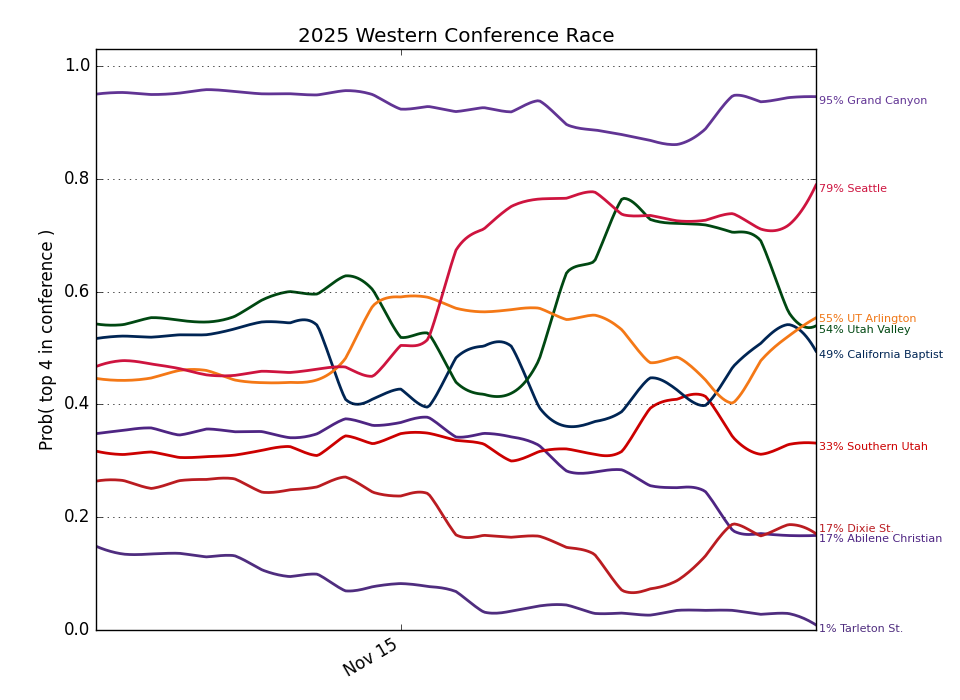 2025 Western Conference Race
Prob( top 4 in conference )
1.0
0.8
0.6
0.4
0.2
0.0
Nov 15
95% Grand Canyon
79% Seattle
55% UT Arlington
54% Utah Valley
49% California Baptist
33% Southern Utah
17% Dixie St.
17% Abilene Christian
1% Tarleton St.